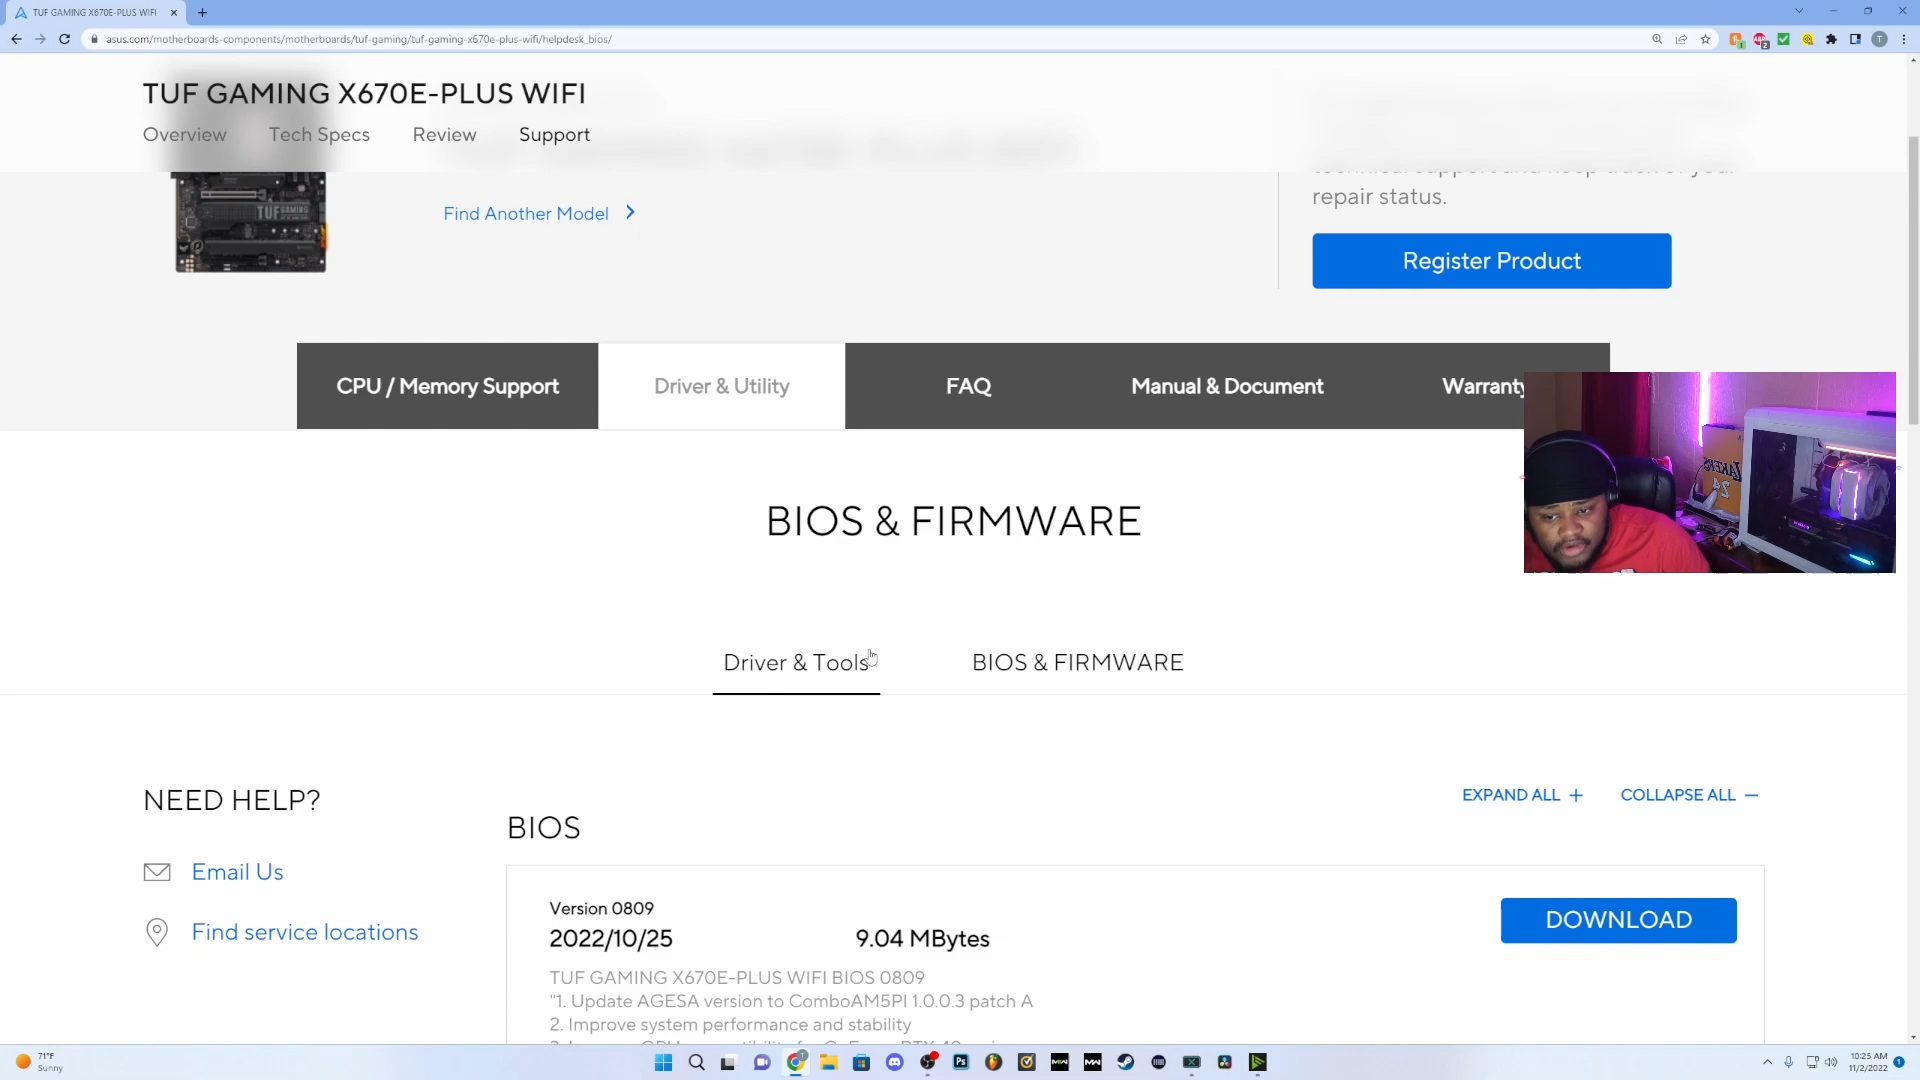 TUF GAMING X670E-PLUS WIFI
asus.com/motherboards-components/motherboards/tuf-gaming/tuf-gaming-x670e-plus-wifi/helpdesk_bios/
TUF GAMING X670E-PLUS WIFI
Overview Tech Specs Review Support
TUF GAMING
Find Another Model
repair status.
Register Product
CPU / Memory Support Driver & Utility FAQ Manual & Document Warranty
LAKERS
24
BIOS & FIRMWARE
Driver & Tools BIOS & FIRMWARE
NEED HELP?
Email Us
Find service locations
EXPAND ALL + COLLAPSE ALL —
BIOS
Version 0809
2022/10/25 9.04 MBytes
DOWNLOAD
TUF GAMING X670E-PLUS WIFI BIOS 0809
"1. Update AGESA version to ComboAM5PI 1.0.0.3 patch A
2. Improve system performance and stability
71°F
Sunny
10:25 AM
11/2/2022